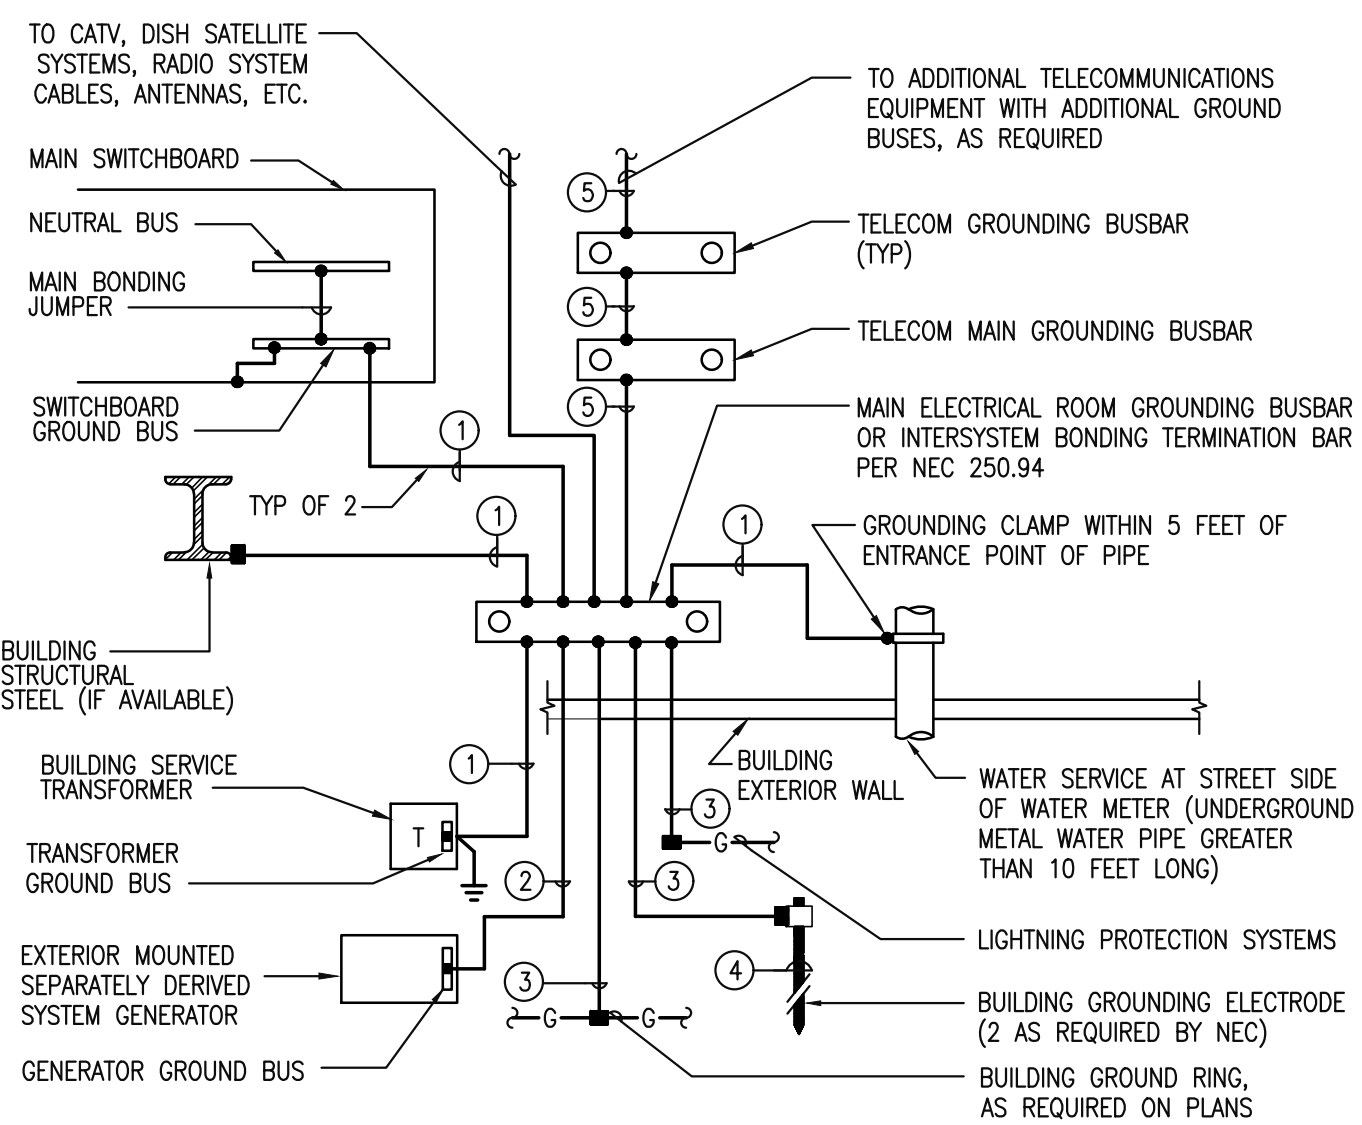 TO CATV, DISH SATELLITE
SYSTEMS, RADIO SYSTEM
CABLES, ANTENNAS, ETC.
TO ADDITIONAL TELECOMMUNICATIONS
EQUIPMENT WITH ADDITIONAL GROUND
BUSES, AS REQUIRED
MAIN SWITCHBOARD
5
NEUTRAL BUS
TELECOM GROUNDING BUSBAR
(TYP)
MAIN BONDING
JUMPER
5
TELECOM MAIN GROUNDING BUSBAR
SWITCHBOARD
GROUND BUS
5
MAIN ELECTRICAL ROOM GROUNDING BUSBAR
OR INTERSYSTEM BONDING TERMINATION BAR
PER NEC 250.94
1
TYP OF 2
1
1
GROUNDING CLAMP WITHIN 5 FEET OF
ENTRANCE POINT OF PIPE
BUILDING
STRUCTURAL
STEEL (IF AVAILABLE)
BUILDING SERVICE
TRANSFORMER
1
BUILDING
EXTERIOR WALL
WATER SERVICE AT STREET SIDE
OF WATER METER (UNDERGROUND
METAL WATER PIPE GREATER
THAN 10 FEET LONG)
T
3
G
TRANSFORMER
GROUND BUS
2
3
LIGHTNING PROTECTION SYSTEMS
EXTERIOR MOUNTED
SEPARATELY DERIVED
SYSTEM GENERATOR
3
4
BUILDING GROUNDING ELECTRODE
(2 AS REQUIRED BY NEC)
G
G
GENERATOR GROUND BUS
BUILDING GROUND RING,
AS REQUIRED ON PLANS